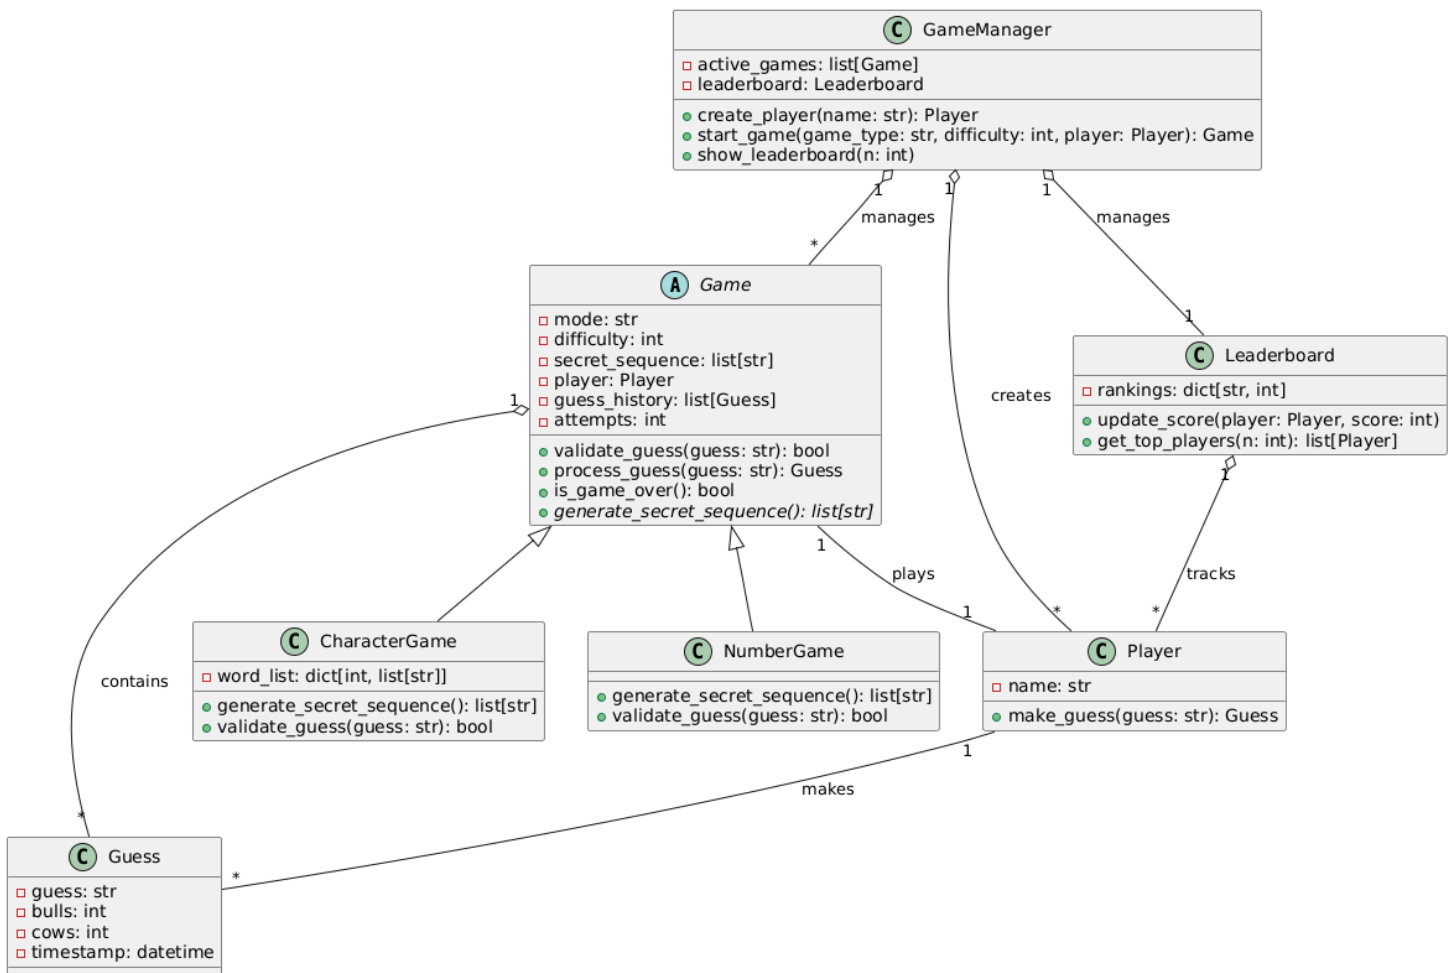 C GameManager
active_games: list[Game]
leaderboard: Leaderboard
create_player(name: str): Player
start_game(game_type: str, difficulty: int, player: Player): Game
show_leaderboard(n: int)
1
1
1
manages
manages
*
A Game
mode: str
difficulty: int
secret_sequence: list[str]
player: Player
guess_history: list[Guess]
attempts: int
validate_guess(guess: str): bool
process_guess(guess: str): Guess
is_game_over(): bool
generate_secret_sequence(): list[str]
1
creates
1
C Leaderboard
rankings: dict[str, int]
update_score(player: Player, score: int)
get_top_players(n: int): list[Player]
1
1
plays
tracks
1
*
*
contains
C CharacterGame
word_list: dict[int, list[str]]
generate_secret_sequence(): list[str]
validate_guess(guess: str): bool
C NumberGame
generate_secret_sequence(): list[str]
validate_guess(guess: str): bool
C Player
name: str
make_guess(guess: str): Guess
1
makes
*
*
C Guess
guess: str
bulls: int
cows: int
timestamp: datetime